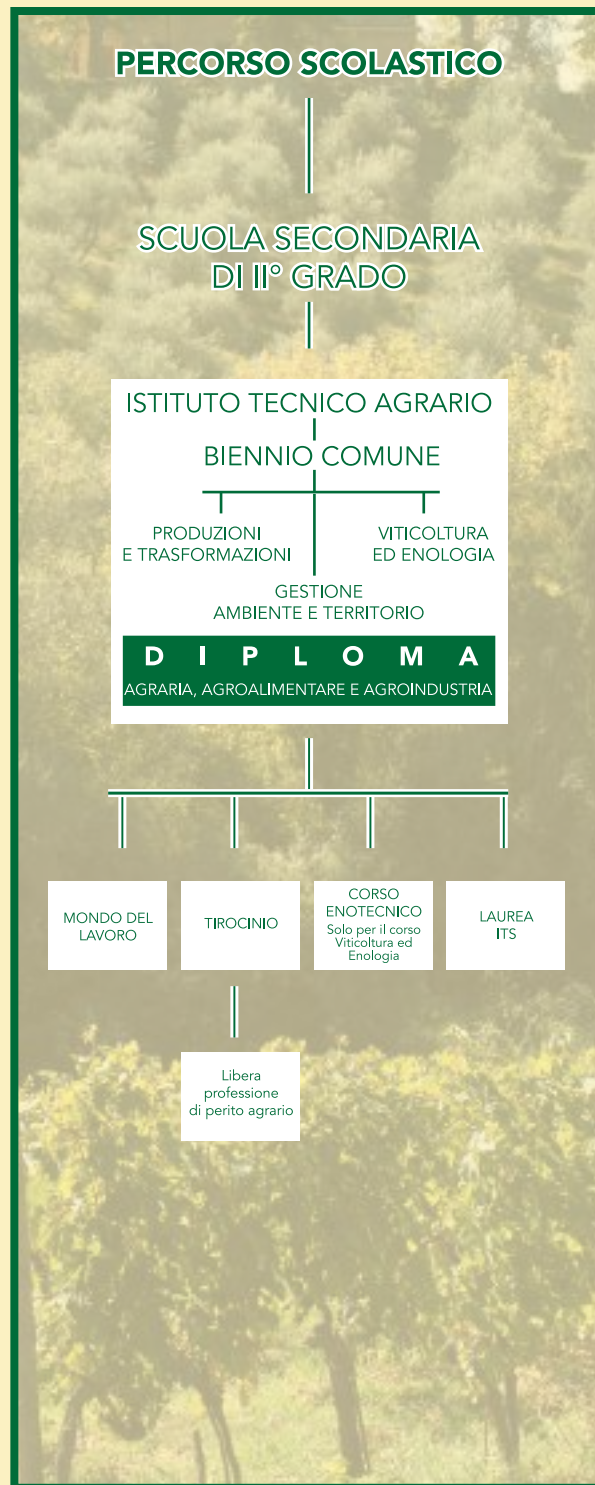 PERCORSO SCOLASTICO
SCUOLA SECONDARIA
DI II° GRADO
ISTITUTO TECNICO AGRARIO
BIENNIO COMUNE
PRODUZIONI
E TRASFORMAZIONI
VITICOLTURA
ED ENOLOGIA
GESTIONE
AMBIENTE E TERRITORIO
DIPLOMA
AGRARIA, AGROALIMENTARE E AGROINDUSTRIA
MONDO DEL
LAVORO
TIROCINIO
CORSO
ENOTECNICO
Solo per il corso
Viticoltura ed
Enologia
LAUREA
ITS
Libera
professione
di perito agrario